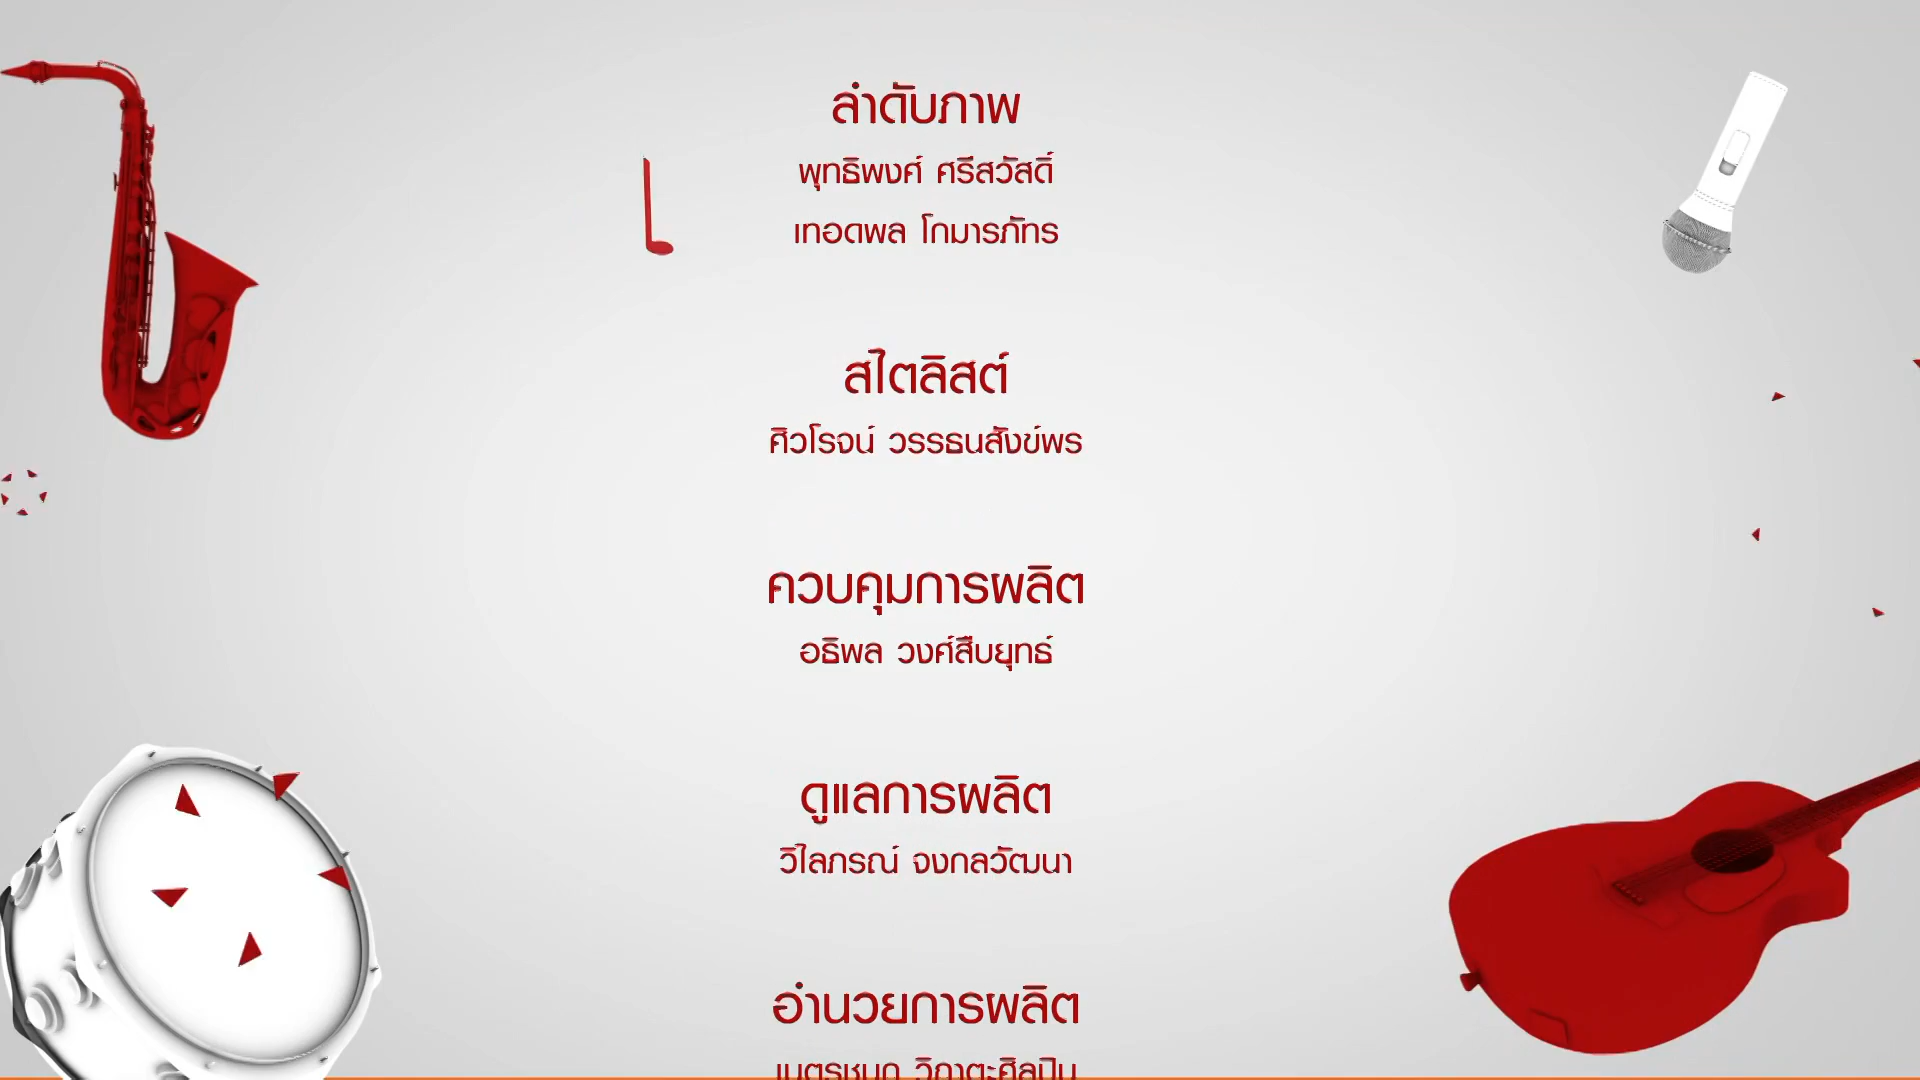 ลำดับภาพ
พุทธิพงศ์ ศรีสวัสดิ์
เทอดพล โกมารภัทร
สไตลิสต์
ศิวโรจน์ วรรธนสังข์พร
ควบคุมการผลิต
อธิพล วงศ์สืบยุทธ์
ดูแลการผลิต
วิไลภรณ์ จงกลวัฒนา
อำนวยการผลิต